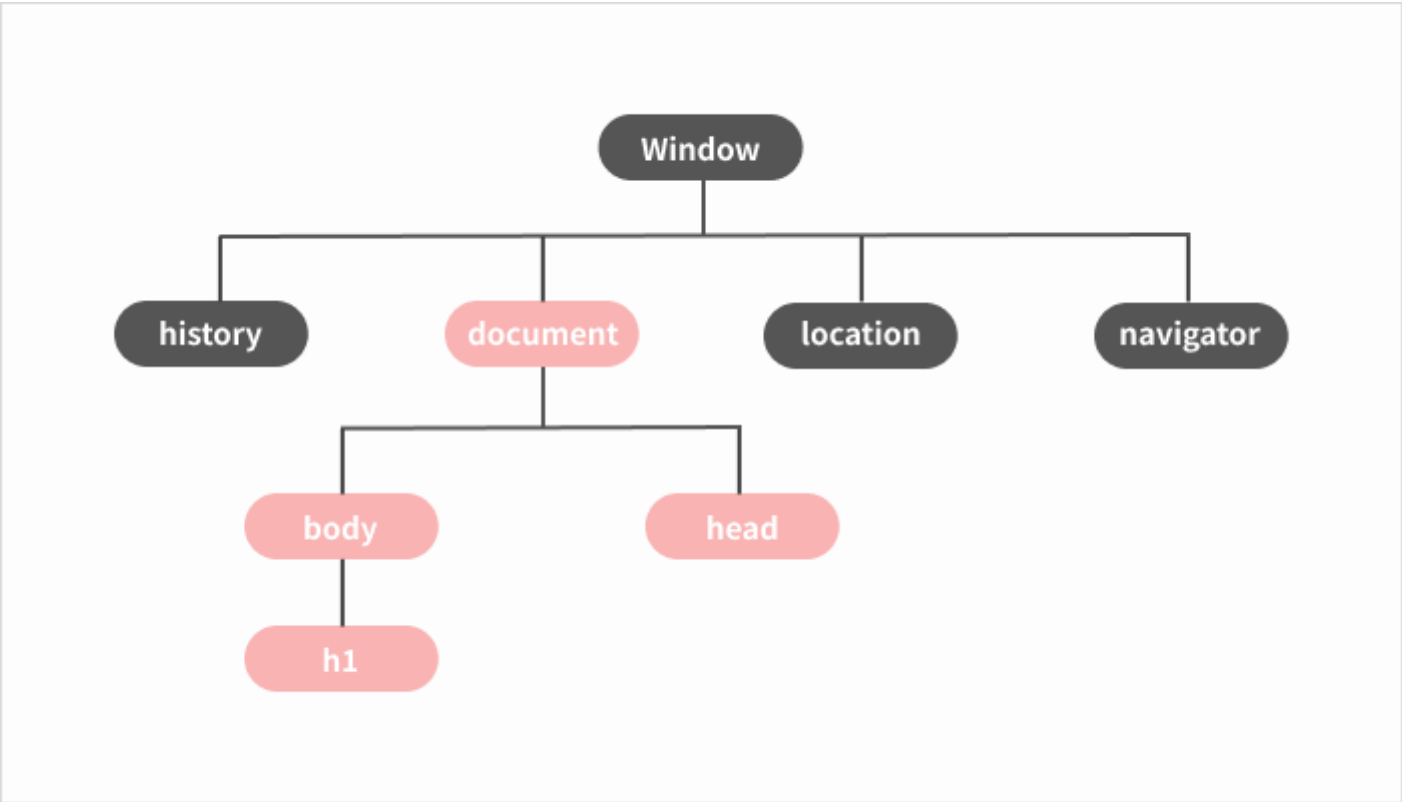 Window
history
document
location
navigator
body
head
h1